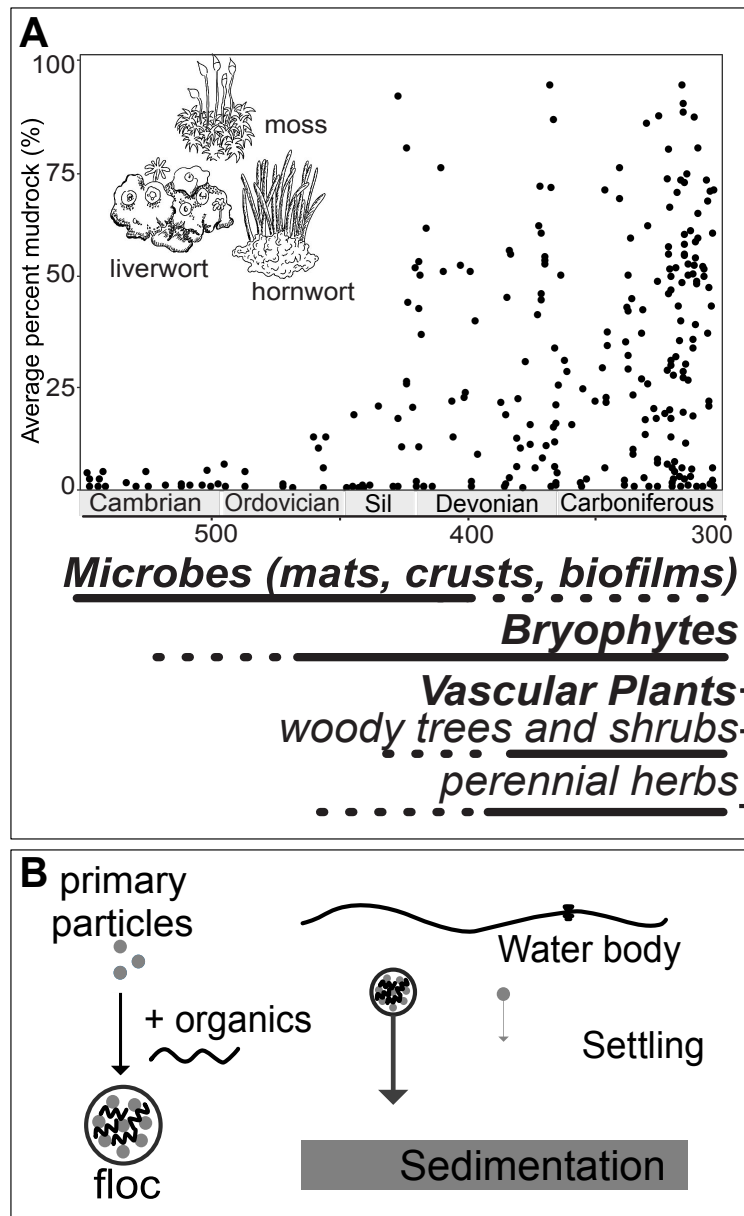 A
100
75
50
25
0
Average percent mudrock (%)
moss
liverwort
hornwort
Cambrian Ordovician Sil Devonian Carboniferous
500 400 300
Microbes (mats, crusts, biofilms)
Bryophytes
Vascular Plants
woody trees and shrubs
perennial herbs
B
primary
particles
+ organics
floc
Water body
Settling
Sedimentation